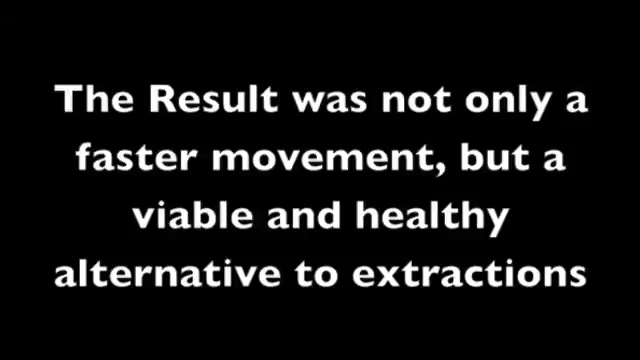 The Result was not only a
faster movement, but a
viable and healthy
alternative to extractions